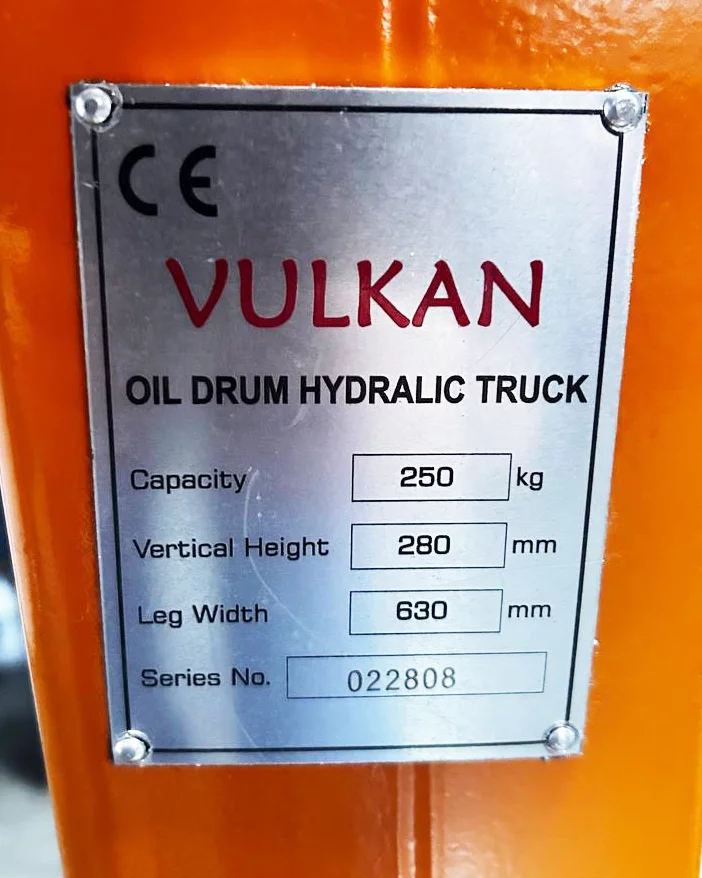 CE
VULKAN
OIL DRUM HYDRALIC TRUCK
Capacity 250 kg
Vertical Height 280 mm
Leg Width 630 mm
Series No. 022808